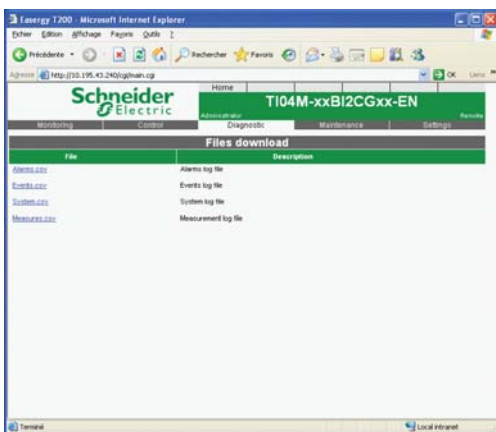 Easergy T200 - Microsoft Internet Explorer
Fichier Edition Affichage Favoris Outils ?
Précédente Rechercher Favoris
Adresse http://10.195.43.240/cgi/main.cgi OK Liens »
Schneider Electric
Home
TI04M-xxBI2CGxx-EN
Administrator Remote
Monitoring Control Diagnostic Maintenance Settings
Files download
File Description
Alarms.csv Alarms log file
Events.csv Events log file
System.csv System log file
Measures.csv Measurement log file
Terminé Local intranet